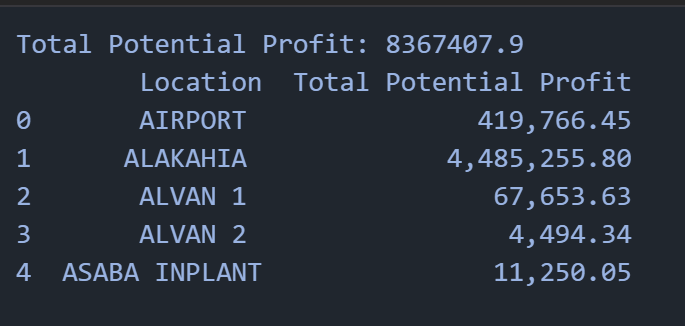 Total Potential Profit: 8367407.9
Location Total Potential Profit
0 AIRPORT 419,766.45
1 ALAKAHIA 4,485,255.80
2 ALVAN 1 67,653.63
3 ALVAN 2 4,494.34
4 ASABA INPLANT 11,250.05